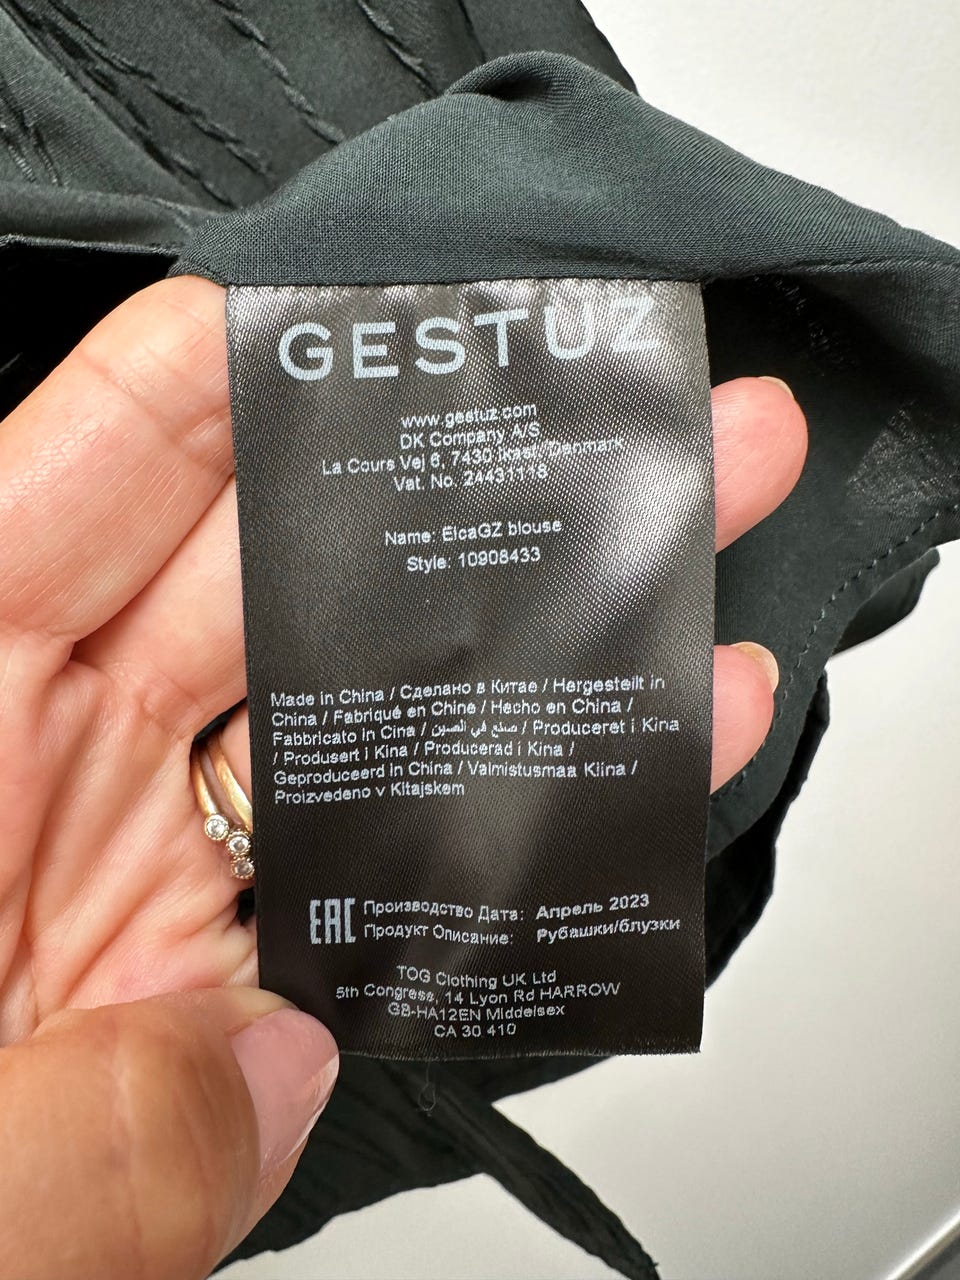 GESTUZ
www.gestuz.com
DK Company A/S
La Cours Vej 6, 7430 Ikast, Denmark
Vat. No. 24431118
Name: ElcaGZ blouse
Style: 10908433
Made in China / Сделано в Китае / Hergesteilt in
China / Fabriqué en Chine / Hecho en China /
Fabbricato in Cina / صنع في الصين / Produceret i Kina
/ Produsert i Kina / Producerad i Kina /
Geproduceerd in China / Valmistusmaa Kiina /
Proizvedeno v Kitajskem
EAC Производство Дата: Апрель 2023
Продукт Описание: Рубашки/блузки
TOG Clothing UK Ltd
5th Congress, 14 Lyon Rd HARROW
GB-HA12EN Middelsex
CA 30 410